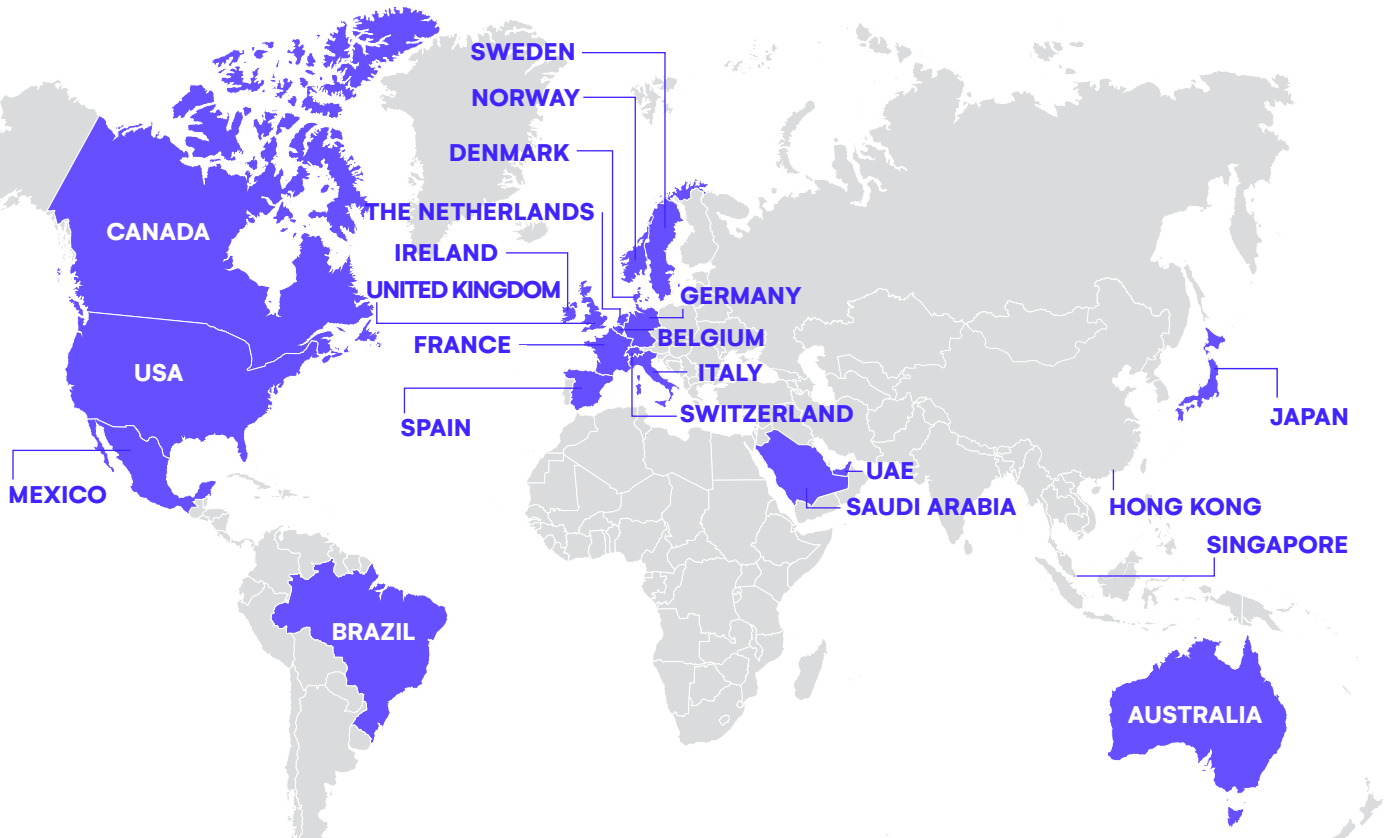 SWEDEN
NORWAY
DENMARK
THE NETHERLANDS
CANADA
IRELAND
UNITED KINGDOM
GERMANY
BELGIUM
FRANCE
USA
ITALY
SWITZERLAND
SPAIN
JAPAN
UAE
MEXICO
SAUDI ARABIA
HONG KONG
SINGAPORE
BRAZIL
AUSTRALIA